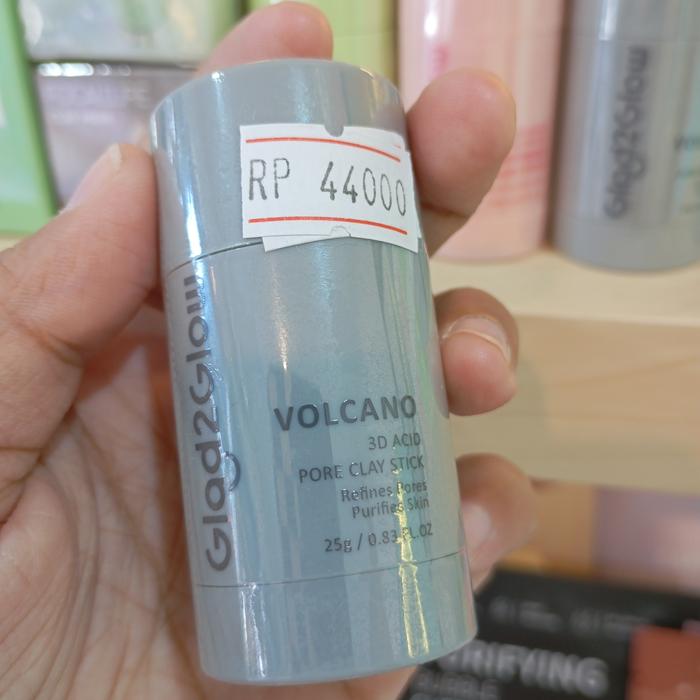 RP 44000
Glad2Glow
VOLCANO
3D ACID
PORE CLAY STICK
Refines Pores
Purifies Skin
25g / 0.83 FL.OZ
Glad2Glow